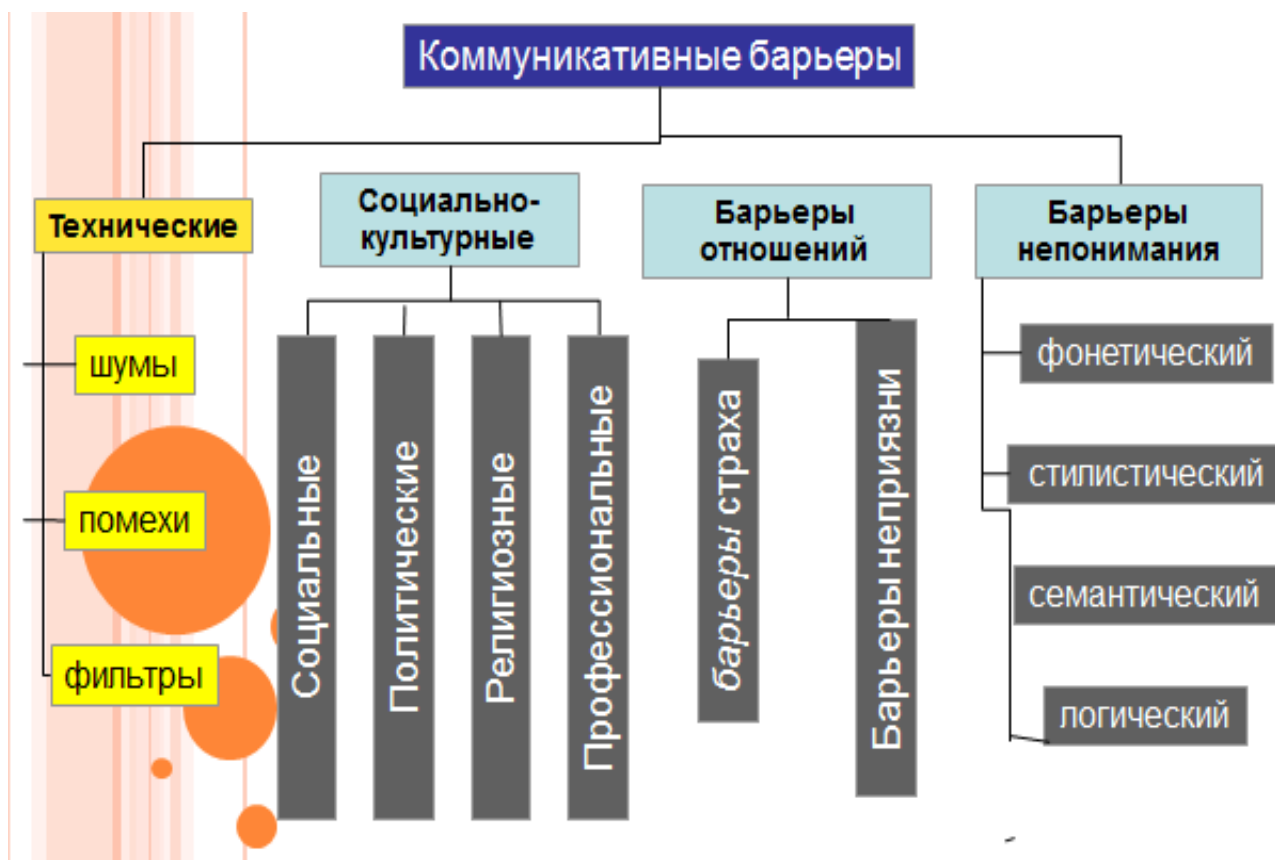 Коммуникативные барьеры
Технические
шумы
помехи
фильтры
Социально-
культурные
Социальные
Политические
Религиозные
Профессиональные
Барьеры
отношений
барьеры страха
Барьеры неприязни
Барьеры
непонимания
фонетический
стилистический
семантический
логический